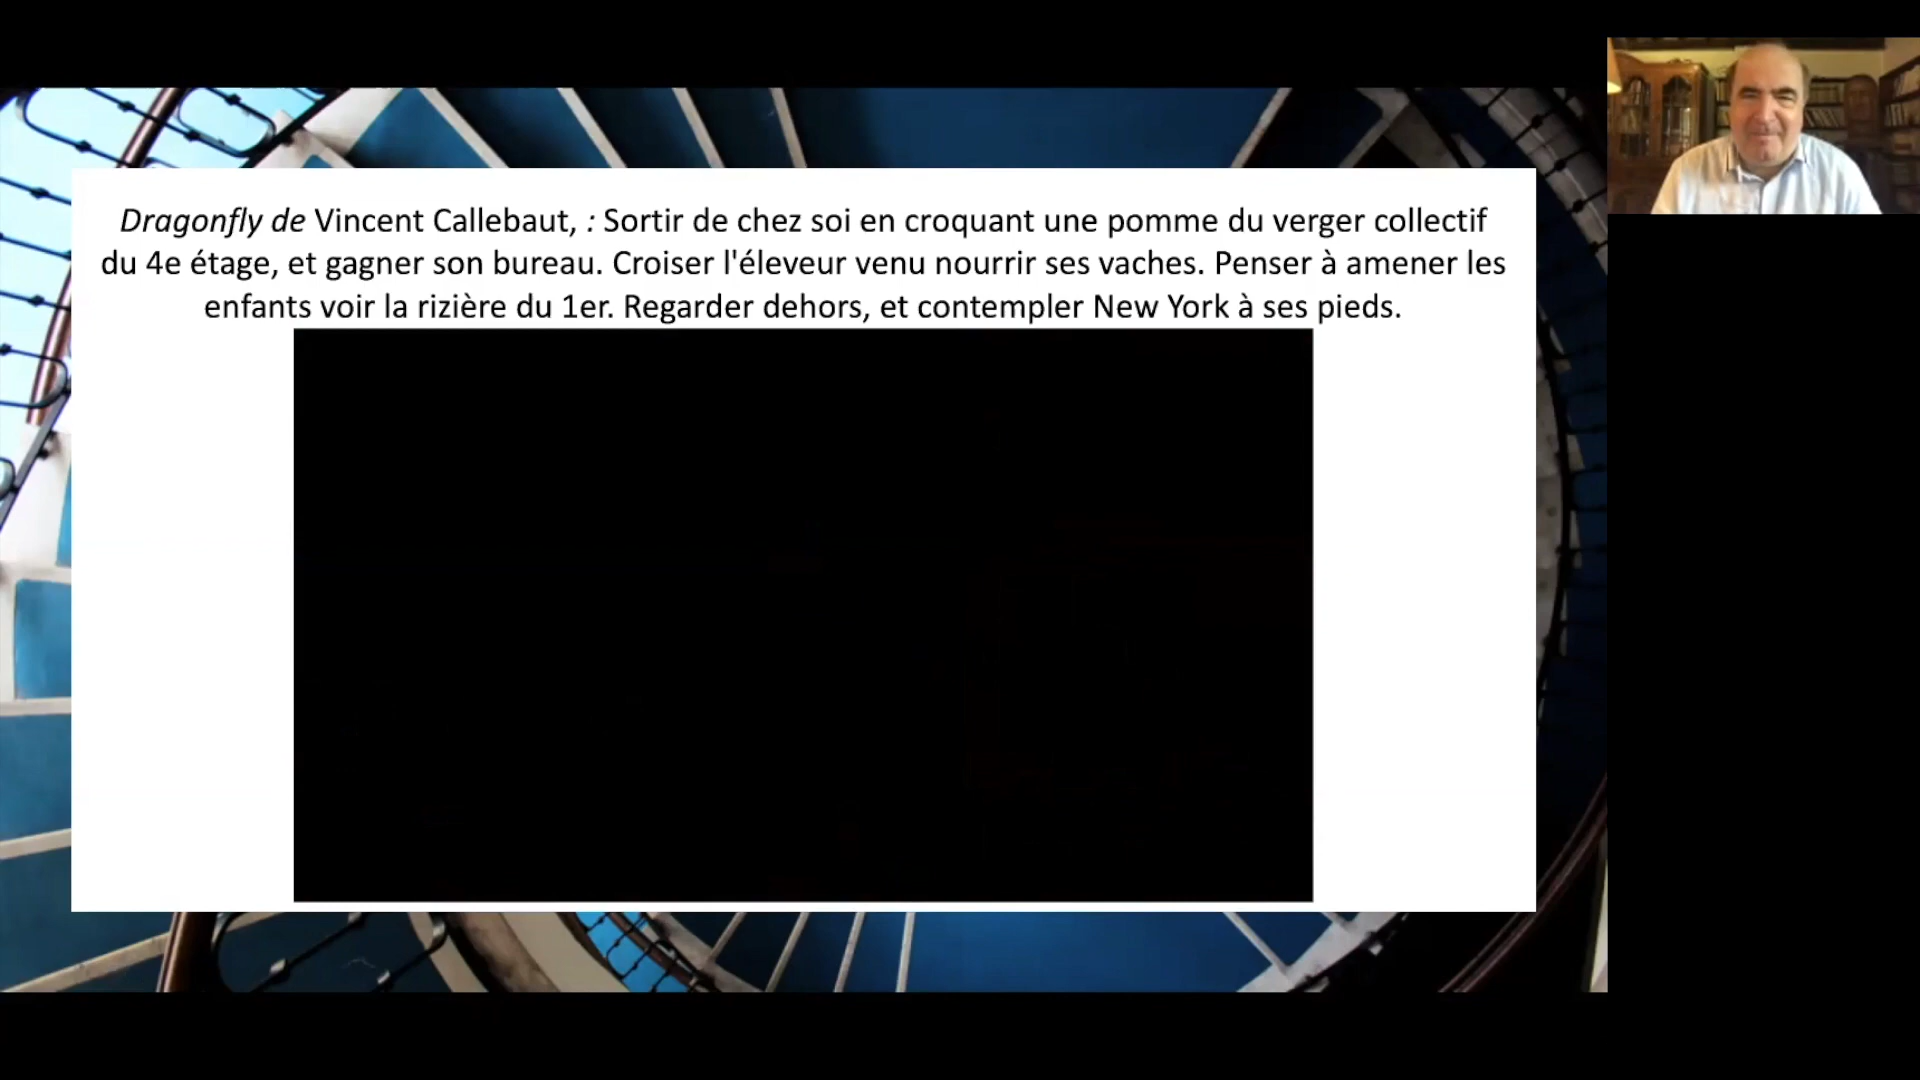 Dragonfly de Vincent Callebaut, : Sortir de chez soi en croquant une pomme du verger collectif
du 4e étage, et gagner son bureau. Croiser l'éleveur venu nourrir ses vaches. Penser à amener les
enfants voir la rizière du 1er. Regarder dehors, et contempler New York à ses pieds.